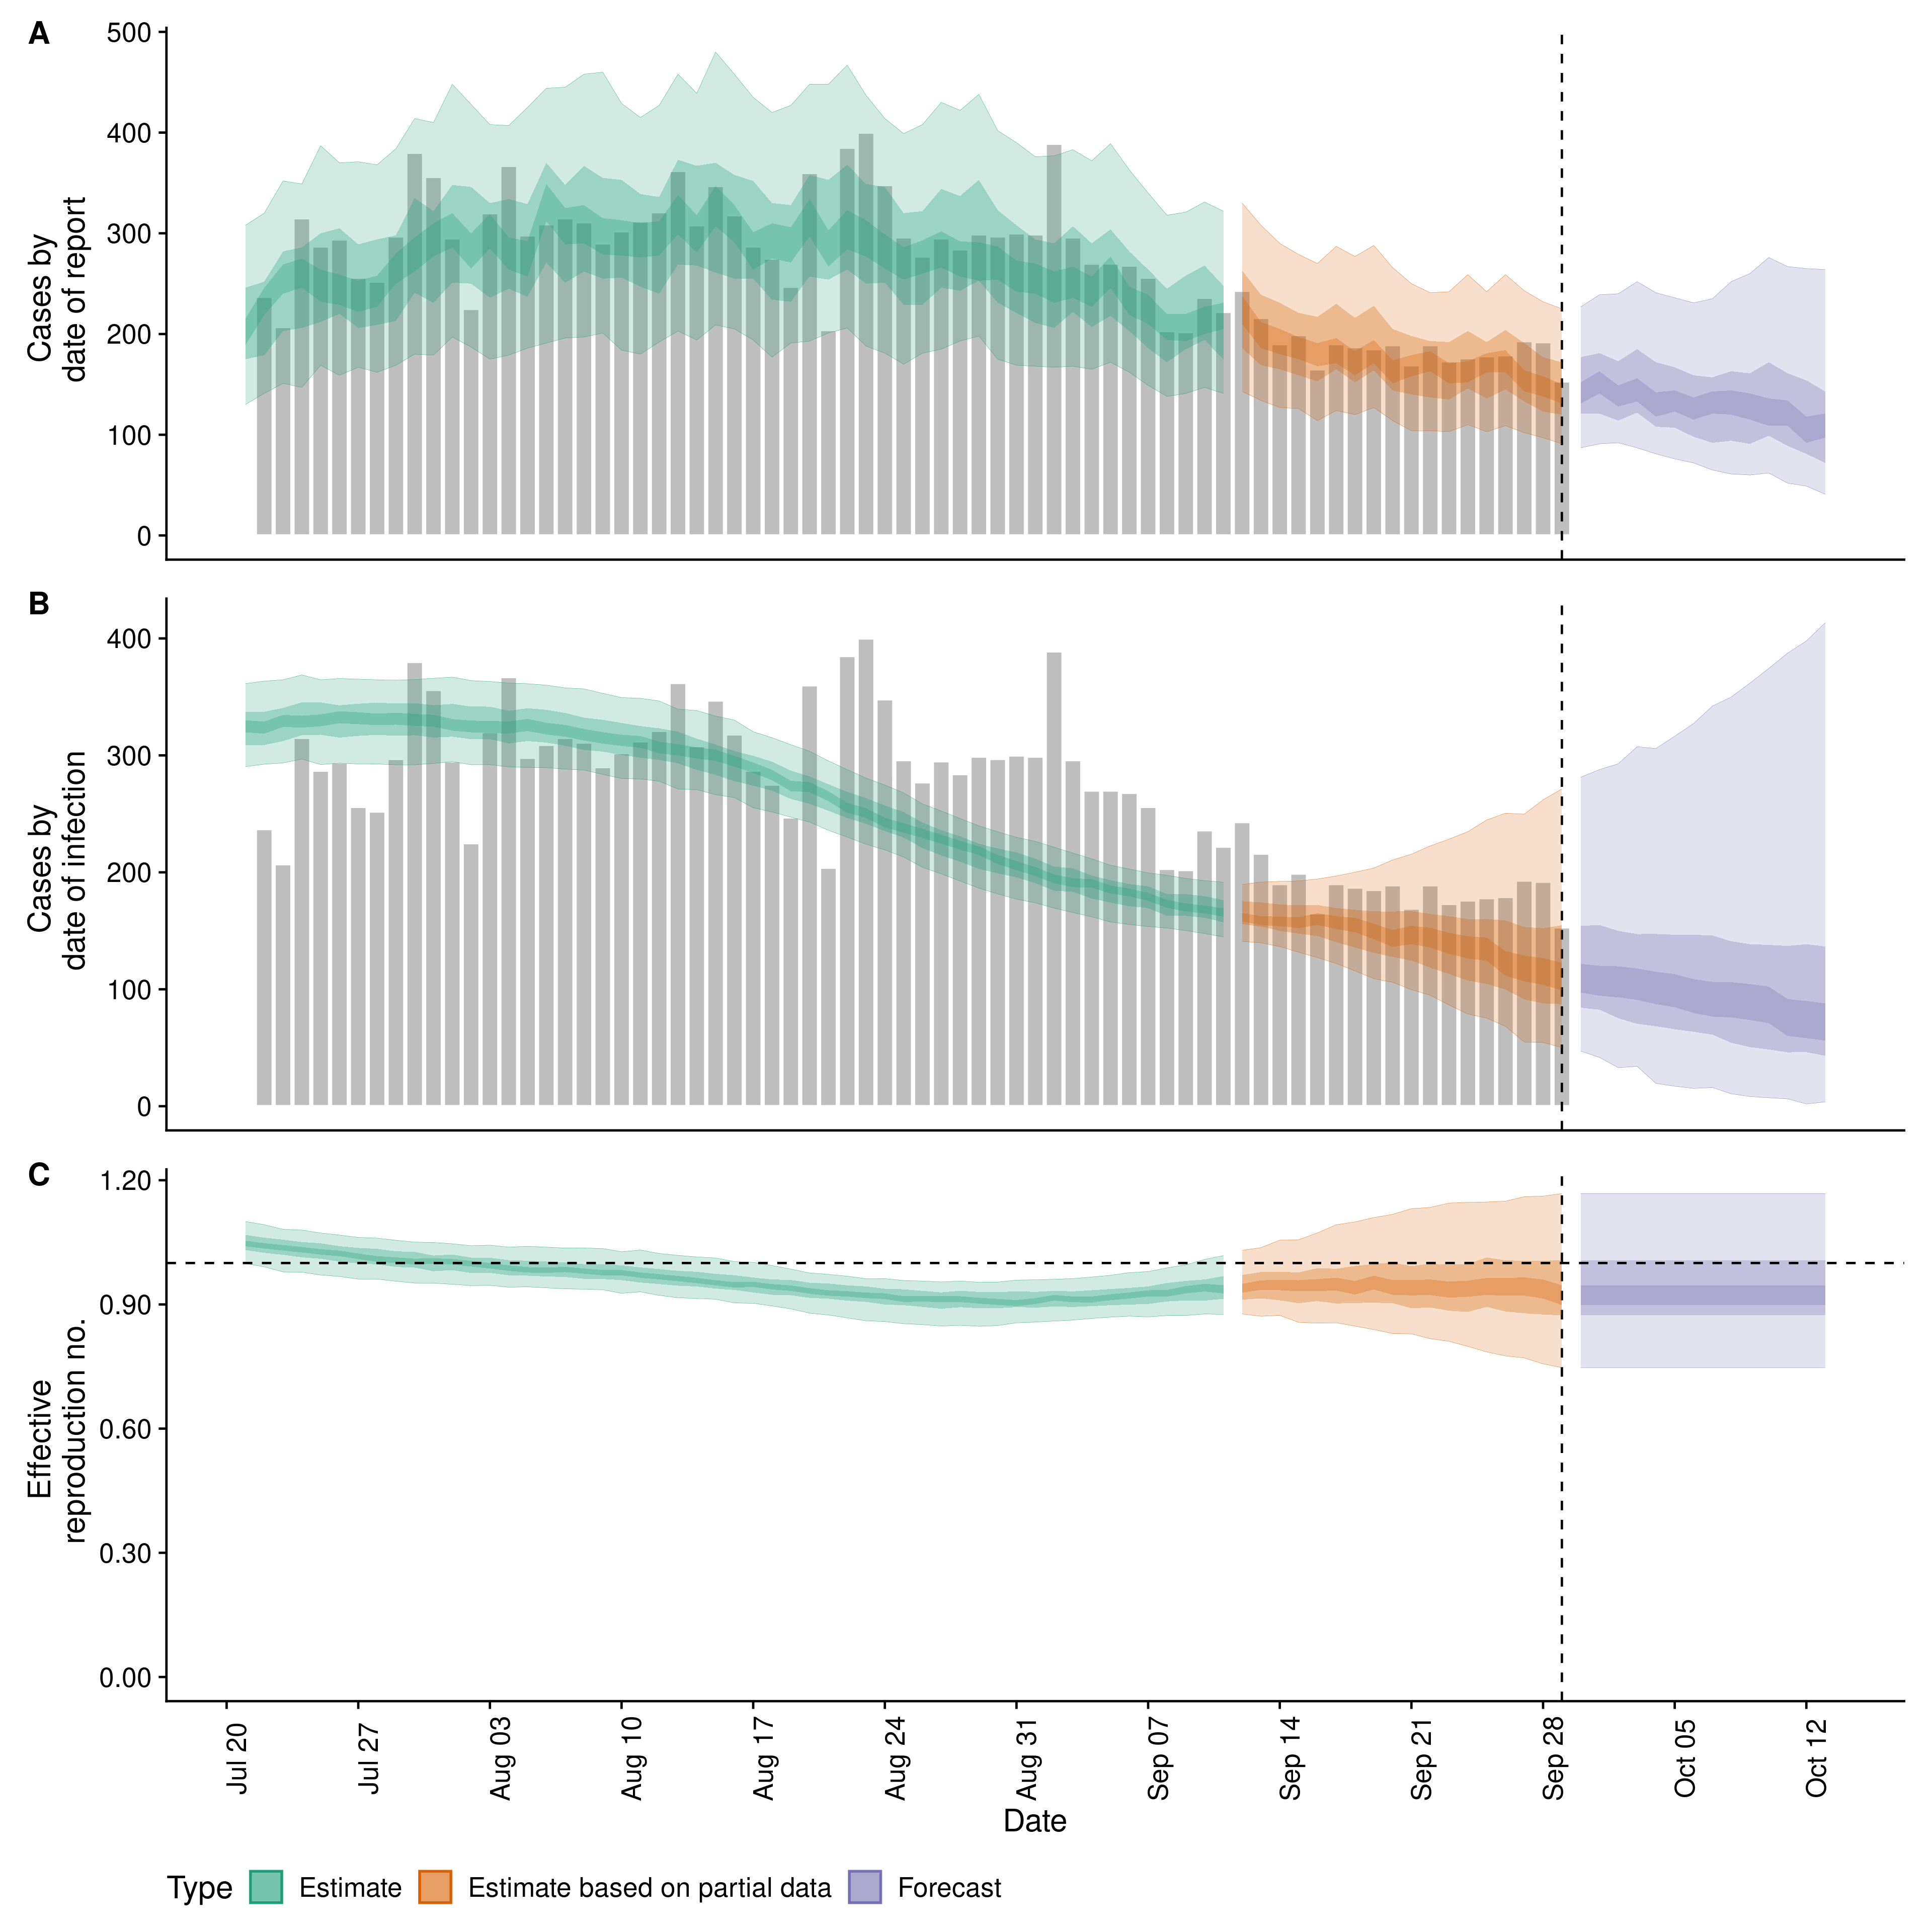 A
Cases by
date of report
500
400
300
200
100
0
B
Cases by
date of infection
400
300
200
100
0
C
Effective
reproduction no.
1.20
0.90
0.60
0.30
0.00
Jul 20
Jul 27
Aug 03
Aug 10
Aug 17
Aug 24
Aug 31
Sep 07
Sep 14
Sep 21
Sep 28
Oct 05
Oct 12
Date
Type Estimate Estimate based on partial data Forecast